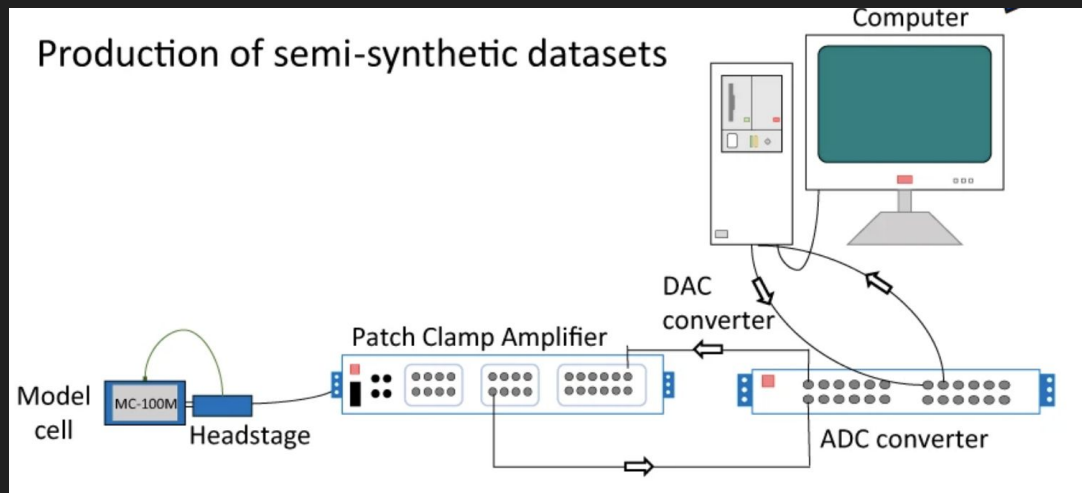 Computer
Production of semi-synthetic datasets
DAC
converter
Patch Clamp Amplifier
Model
cell
MC-100M
Headstage
ADC converter